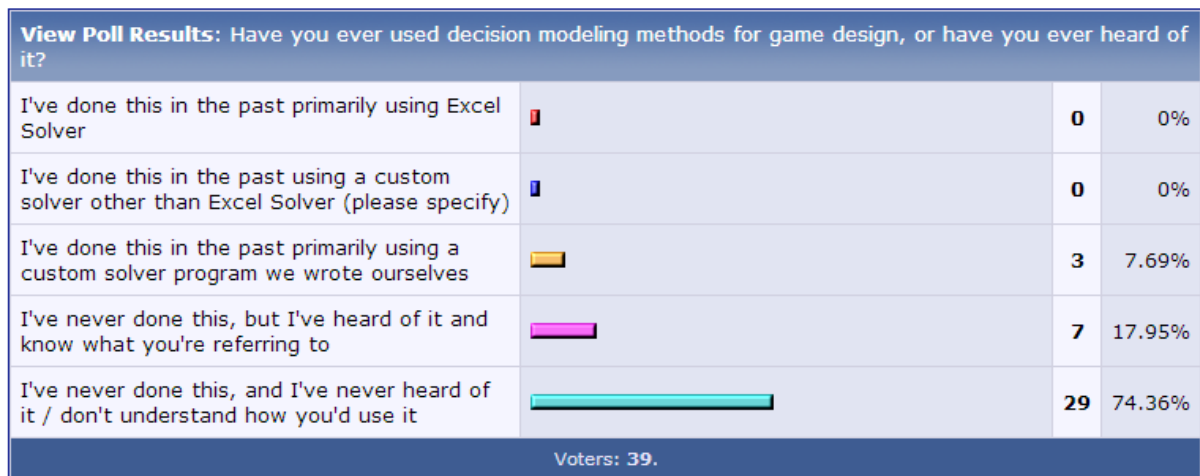 View Poll Results: Have you ever used decision modeling methods for game design, or have you ever heard of
it?
I've done this in the past primarily using Excel
Solver
0 0%
I've done this in the past using a custom
solver other than Excel Solver (please specify)
0 0%
I've done this in the past primarily using a
custom solver program we wrote ourselves
3 7.69%
I've never done this, but I've heard of it and
know what you're referring to
7 17.95%
I've never done this, and I've never heard of
it / don't understand how you'd use it
29 74.36%
Voters: 39.